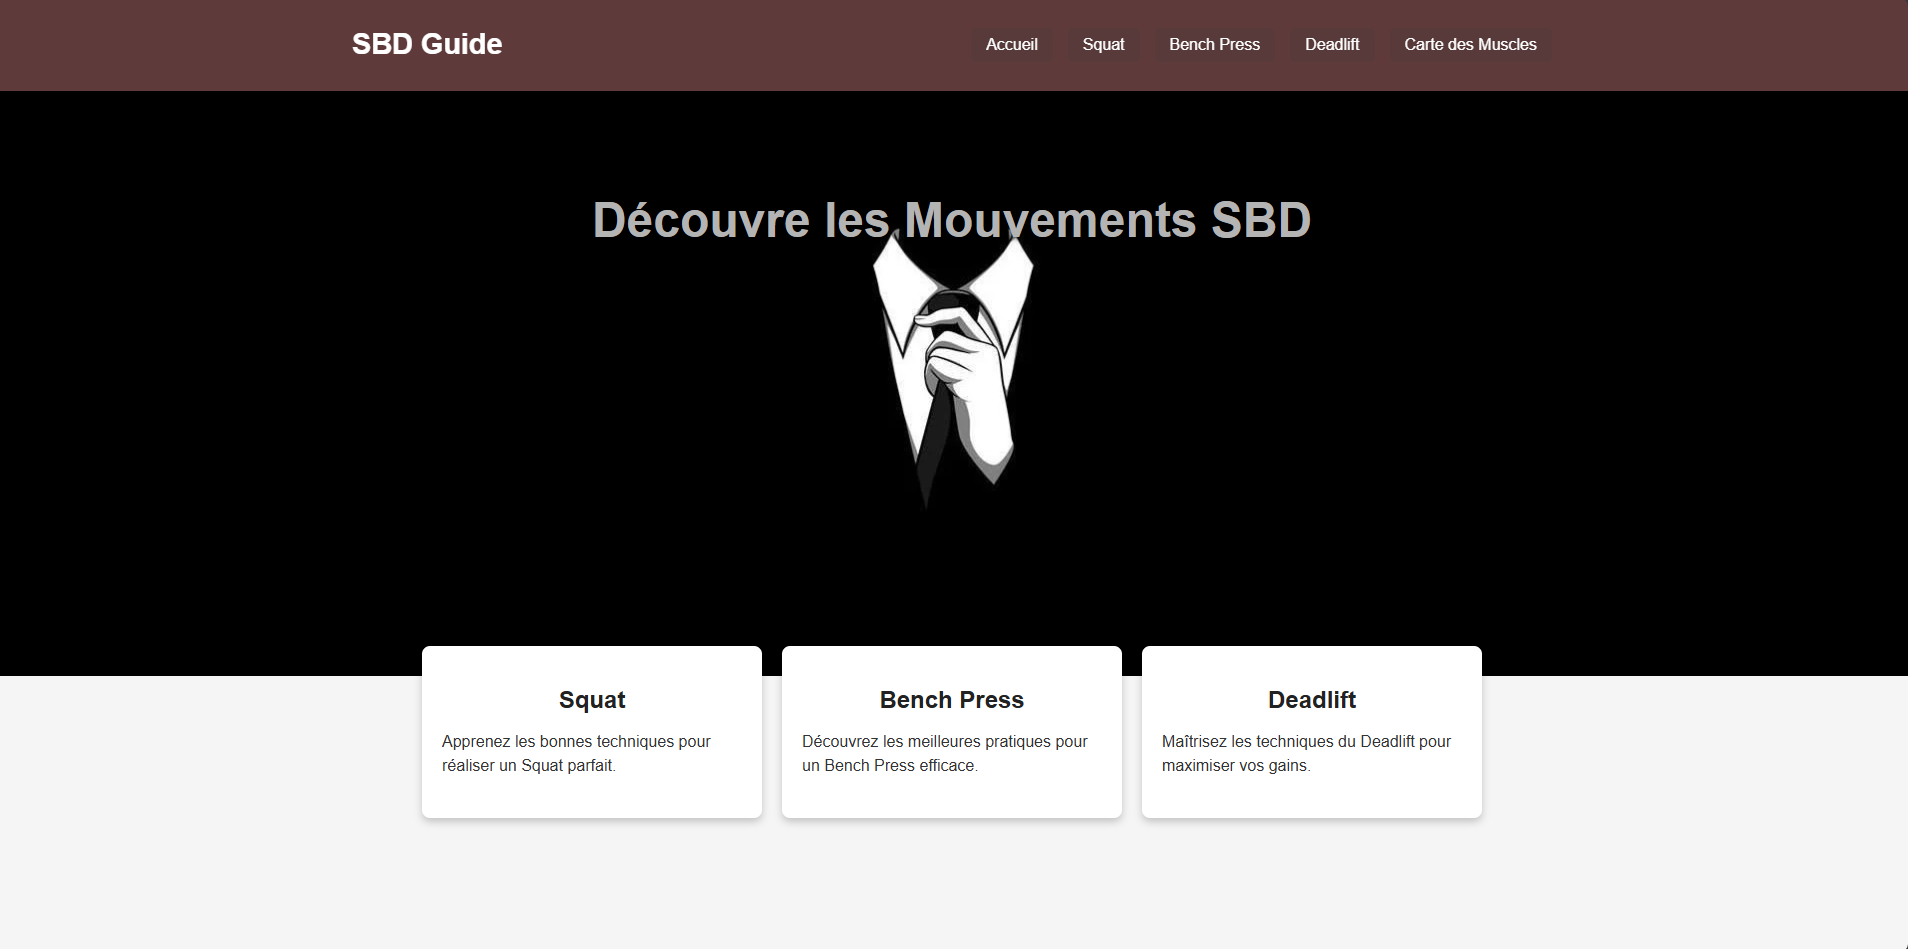 SBD Guide
Accueil
Squat
Bench Press
Deadlift
Carte des Muscles
Découvre les Mouvements SBD
Squat
Apprenez les bonnes techniques pour
réaliser un Squat parfait.
Bench Press
Découvrez les meilleures pratiques pour
un Bench Press efficace.
Deadlift
Maîtrisez les techniques du Deadlift pour
maximiser vos gains.